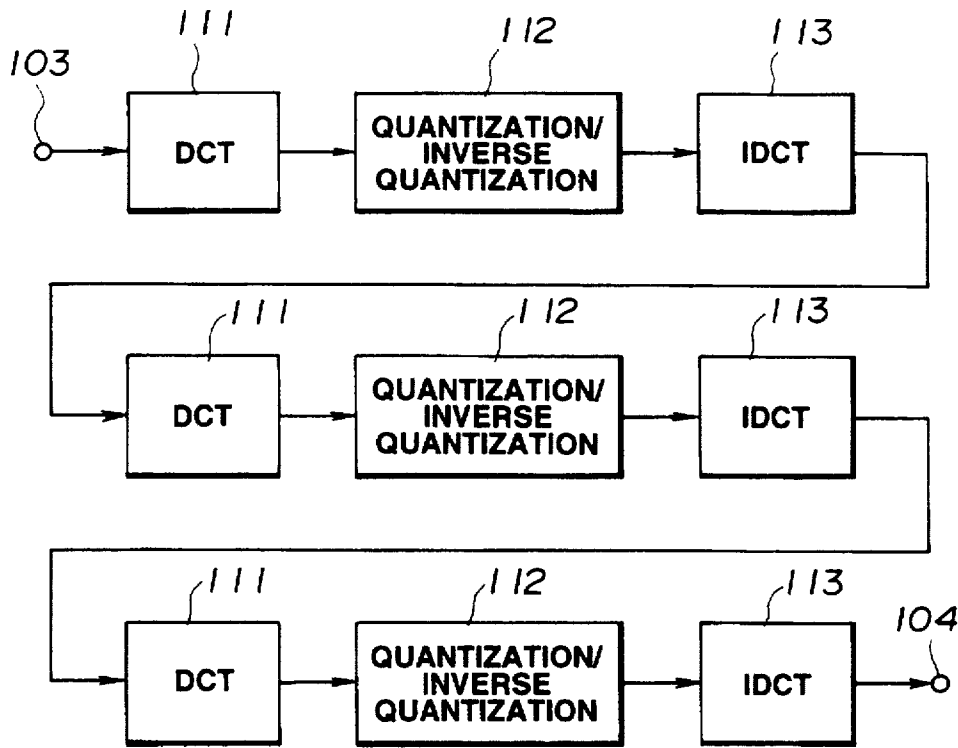 111
112
113
103
DCT
QUANTIZATION/
INVERSE
QUANTIZATION
IDCT
111
112
113
DCT
QUANTIZATION/
INVERSE
QUANTIZATION
IDCT
111
112
113
104
DCT
QUANTIZATION/
INVERSE
QUANTIZATION
IDCT